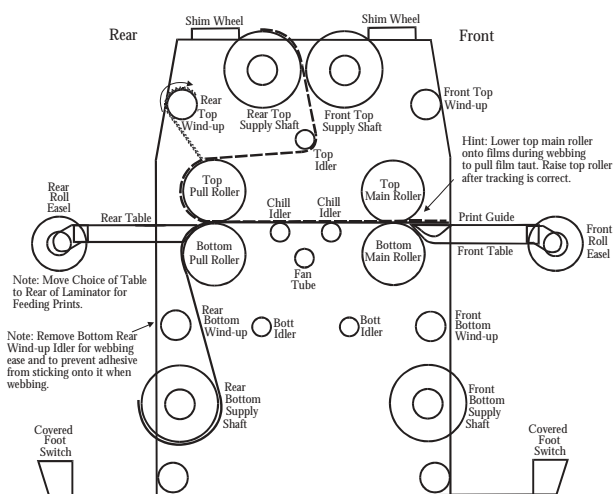 Shim Wheel
Shim Wheel
Rear
Front
Rear
Top
Wind-up
Rear Top
Supply Shaft
Front Top
Supply Shaft
Front Top
Wind-up
Top
Idler
Hint: Lower top main roller
onto films during webbing
to pull film taut. Raise top roller
after tracking is correct.
Top
Pull Roller
Top
Main Roller
Rear
Roll
Easel
Rear Table
Chill
Idler
Chill
Idler
Print Guide
Front
Roll
Easel
Bottom
Pull Roller
Fan
Tube
Bottom
Main Roller
Front Table
Note: Move Choice of Table
to Rear of Laminator for
Feeding Prints.
Note: Remove Bottom Rear
Wind-up Idler for webbing
ease and to prevent adhesive
from sticking onto it when
webbing.
Rear
Bottom
Wind-up
Bott
Idler
Bott
Idler
Front
Bottom
Wind-up
Rear
Bottom
Supply
Shaft
Front
Bottom
Supply
Shaft
Covered
Foot
Switch
Covered
Foot
Switch